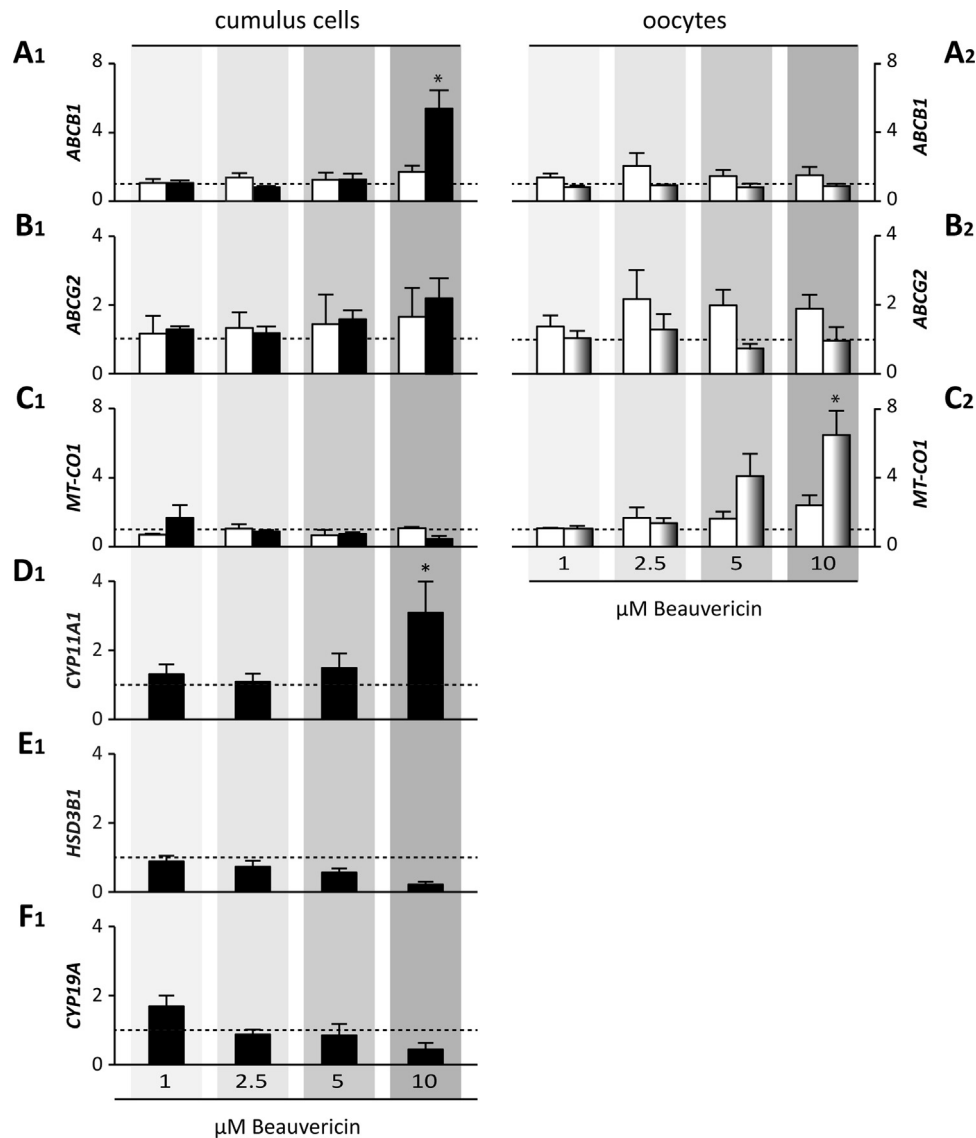 cumulus cells
oocytes
A1
8
4
0
ABCB1
*
A2
8
4
0
ABCB1
B1
4
2
0
ABCG2
B2
4
2
0
ABCG2
C1
8
4
0
MT-CO1
C2
8
4
0
MT-CO1
*
1 2.5 5 10
µM Beauvericin
D1
4
2
0
CYP11A1
*
E1
4
2
0
HSD3B1
F1
4
2
0
CYP19A
1 2.5 5 10
µM Beauvericin